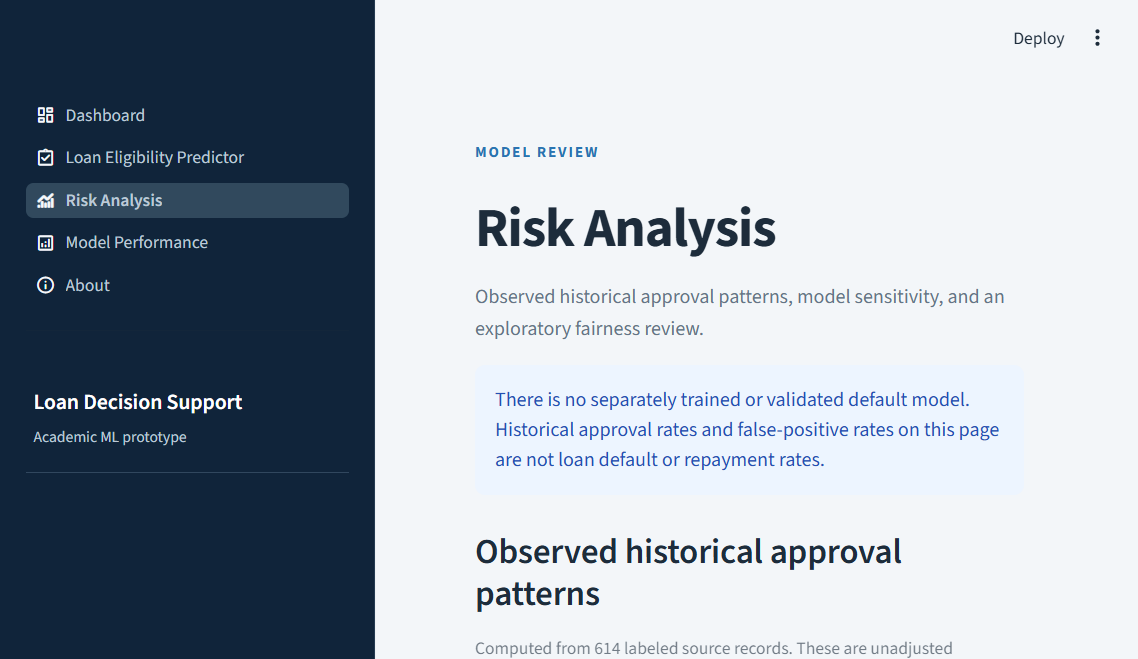 Deploy
Dashboard
Loan Eligibility Predictor
Risk Analysis
Model Performance
About
Loan Decision Support
Academic ML prototype
MODEL REVIEW
Risk Analysis
Observed historical approval patterns, model sensitivity, and an
exploratory fairness review.
There is no separately trained or validated default model.
Historical approval rates and false-positive rates on this page
are not loan default or repayment rates.
Observed historical approval
patterns
Computed from 614 labeled source records. These are unadjusted